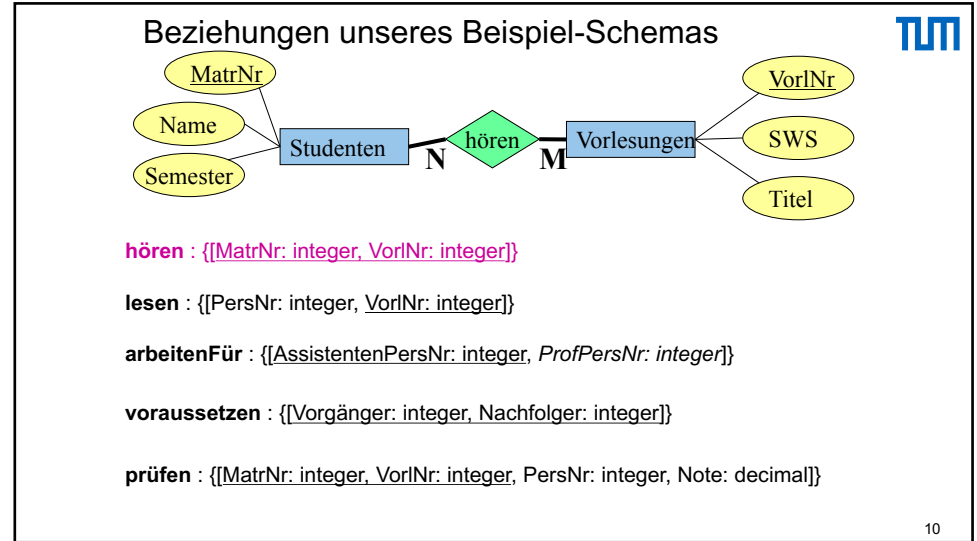 Beziehungen unseres Beispiel-Schemas
TUM
MatrNr
Name
Semester
Studenten
N
hören
M
Vorlesungen
VorlNr
SWS
Titel
hören : {[MatrNr: integer, VorlNr: integer]}
lesen : {[PersNr: integer, VorlNr: integer]}
arbeitenFür : {[AssistentenPersNr: integer, ProfPersNr: integer]}
voraussetzen : {[Vorgänger: integer, Nachfolger: integer]}
prüfen : {[MatrNr: integer, VorlNr: integer, PersNr: integer, Note: decimal]}
10